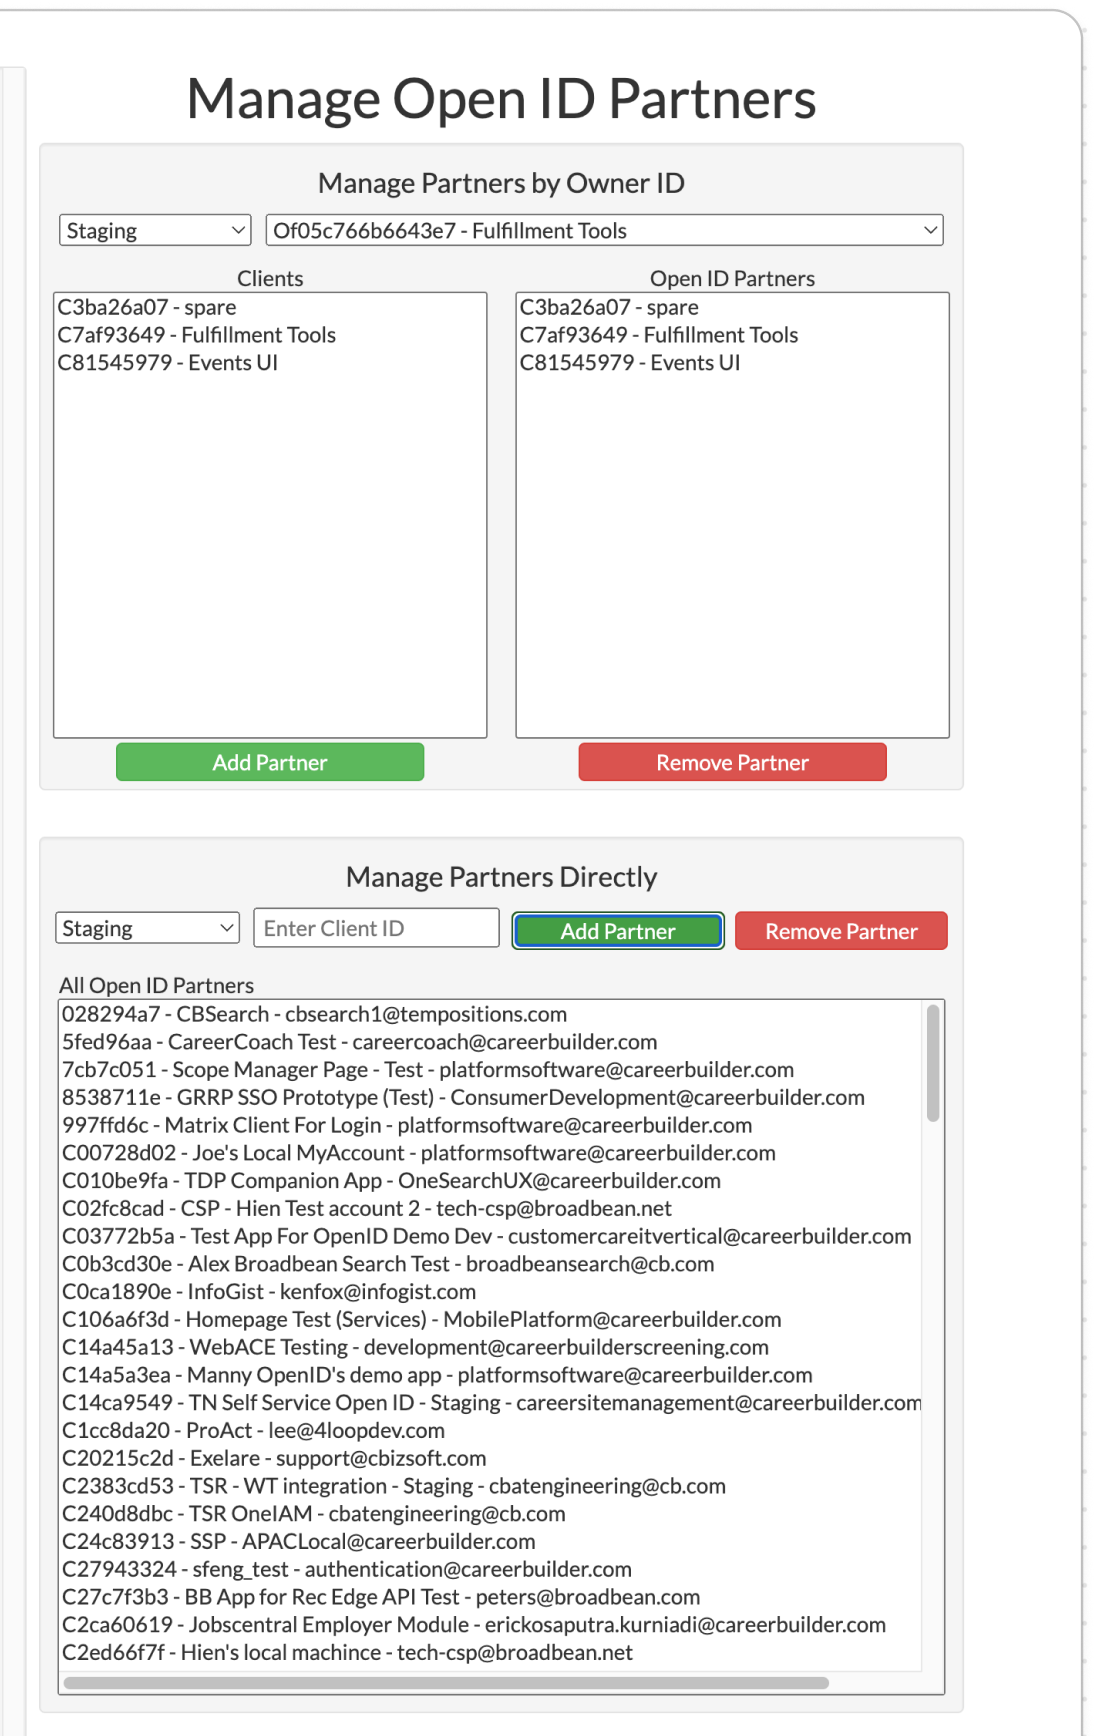 Manage Open ID Partners
Manage Partners by Owner ID
Staging
Of05c766b6643e7 - Fulfillment Tools
Clients
Open ID Partners
C3ba26a07 - spare
C7af93649 - Fulfillment Tools
C81545979 - Events UI
C3ba26a07 - spare
C7af93649 - Fulfillment Tools
C81545979 - Events UI
Add Partner
Remove Partner
Manage Partners Directly
Staging
Enter Client ID
Add Partner
Remove Partner
All Open ID Partners
028294a7 - CBSearch - cbsearch1@tempositions.com
5fed96aa - CareerCoach Test - careercoach@careerbuilder.com
7cb7c051 - Scope Manager Page - Test - platformsoftware@careerbuilder.com
8538711e - GRRP SSO Prototype (Test) - ConsumerDevelopment@careerbuilder.com
997ffd6c - Matrix Client For Login - platformsoftware@careerbuilder.com
C00728d02 - Joe's Local MyAccount - platformsoftware@careerbuilder.com
C010be9fa - TDP Companion App - OneSearchUX@careerbuilder.com
C02fc8cad - CSP - Hien Test account 2 - tech-csp@broadbean.net
C03772b5a - Test App For OpenID Demo Dev - customercareitvertical@careerbuilder.com
C0b3cd30e - Alex Broadbean Search Test - broadbeansearch@cb.com
C0ca1890e - InfoGist - kenfox@infogist.com
C106a6f3d - Homepage Test (Services) - MobilePlatform@careerbuilder.com
C14a45a13 - WebACE Testing - development@careerbuilderscreening.com
C14a5a3ea - Manny OpenID's demo app - platformsoftware@careerbuilder.com
C14ca9549 - TN Self Service Open ID - Staging - careersitemanagement@careerbuilder.com
C1cc8da20 - ProAct - lee@4loopdev.com
C20215c2d - Exelare - support@cbizsoft.com
C2383cd53 - TSR - WT integration - Staging - cbatengineering@cb.com
C240d8dbc - TSR OneIAM - cbatengineering@cb.com
C24c83913 - SSP - APACLocal@careerbuilder.com
C27943324 - sfeng_test - authentication@careerbuilder.com
C27c7f3b3 - BB App for Rec Edge API Test - peters@broadbean.com
C2ca60619 - Jobscentral Employer Module - erickosaputra.kurniadi@careerbuilder.com
C2ed66f7f - Hien's local machince - tech-csp@broadbean.net